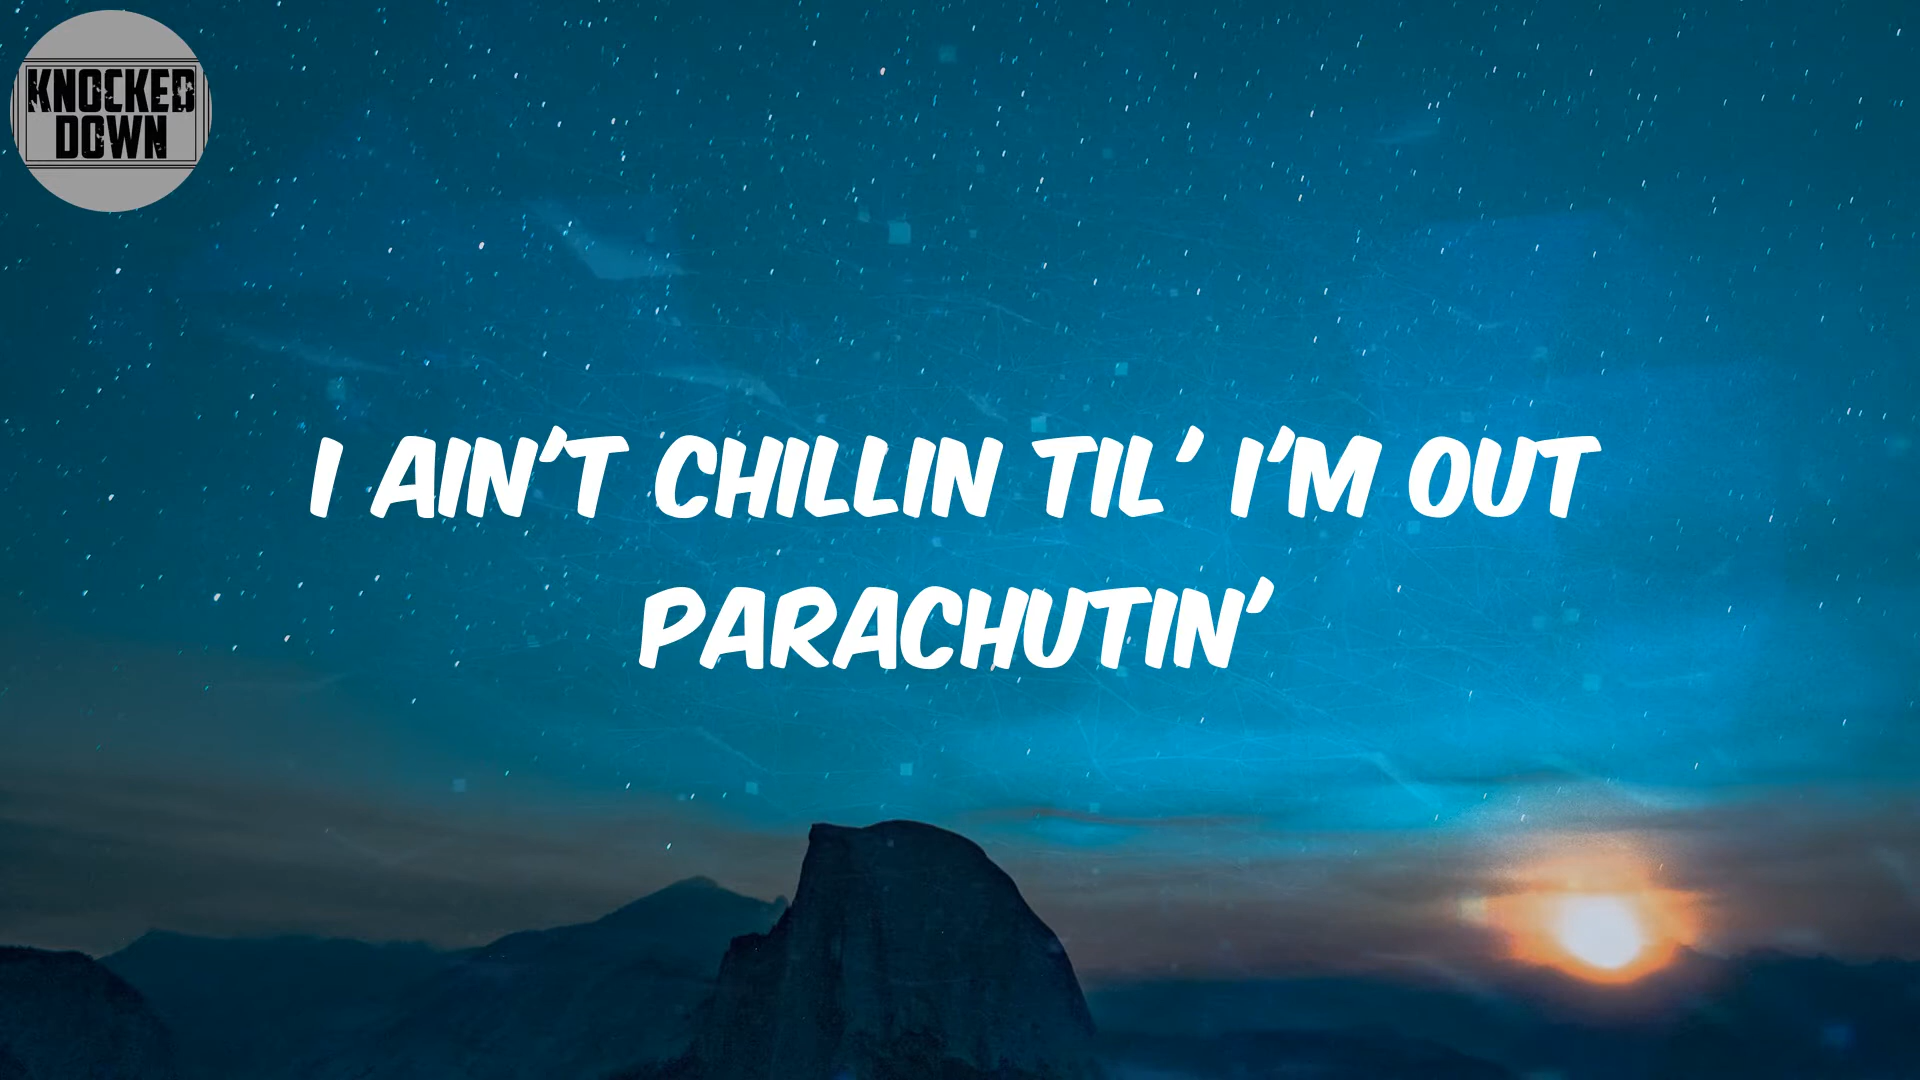 KNOCKED
DOWN
I AIN'T CHILLIN TIL' I'M OUT
PARACHUTIN'